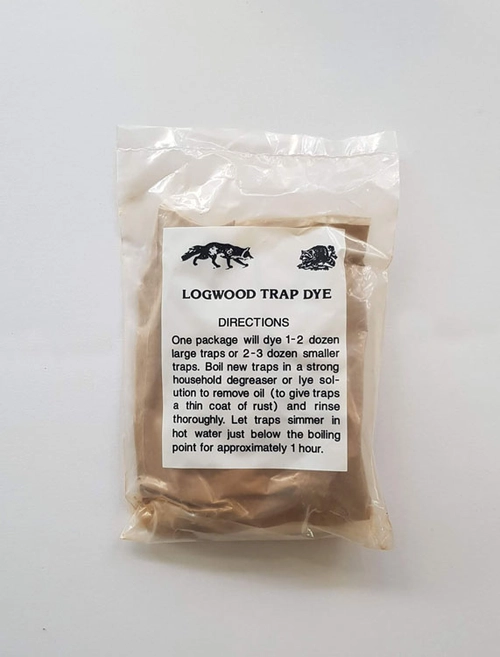 LOGWOOD TRAP DYE
DIRECTIONS
One package will dye 1-2 dozen
large traps or 2-3 dozen smaller
traps. Boil new traps in a strong
household degreaser or lye sol-
ution to remove oil (to give traps
a thin coat of rust) and rinse
thoroughly. Let traps simmer in
hot water just below the boiling
point for approximately 1 hour.